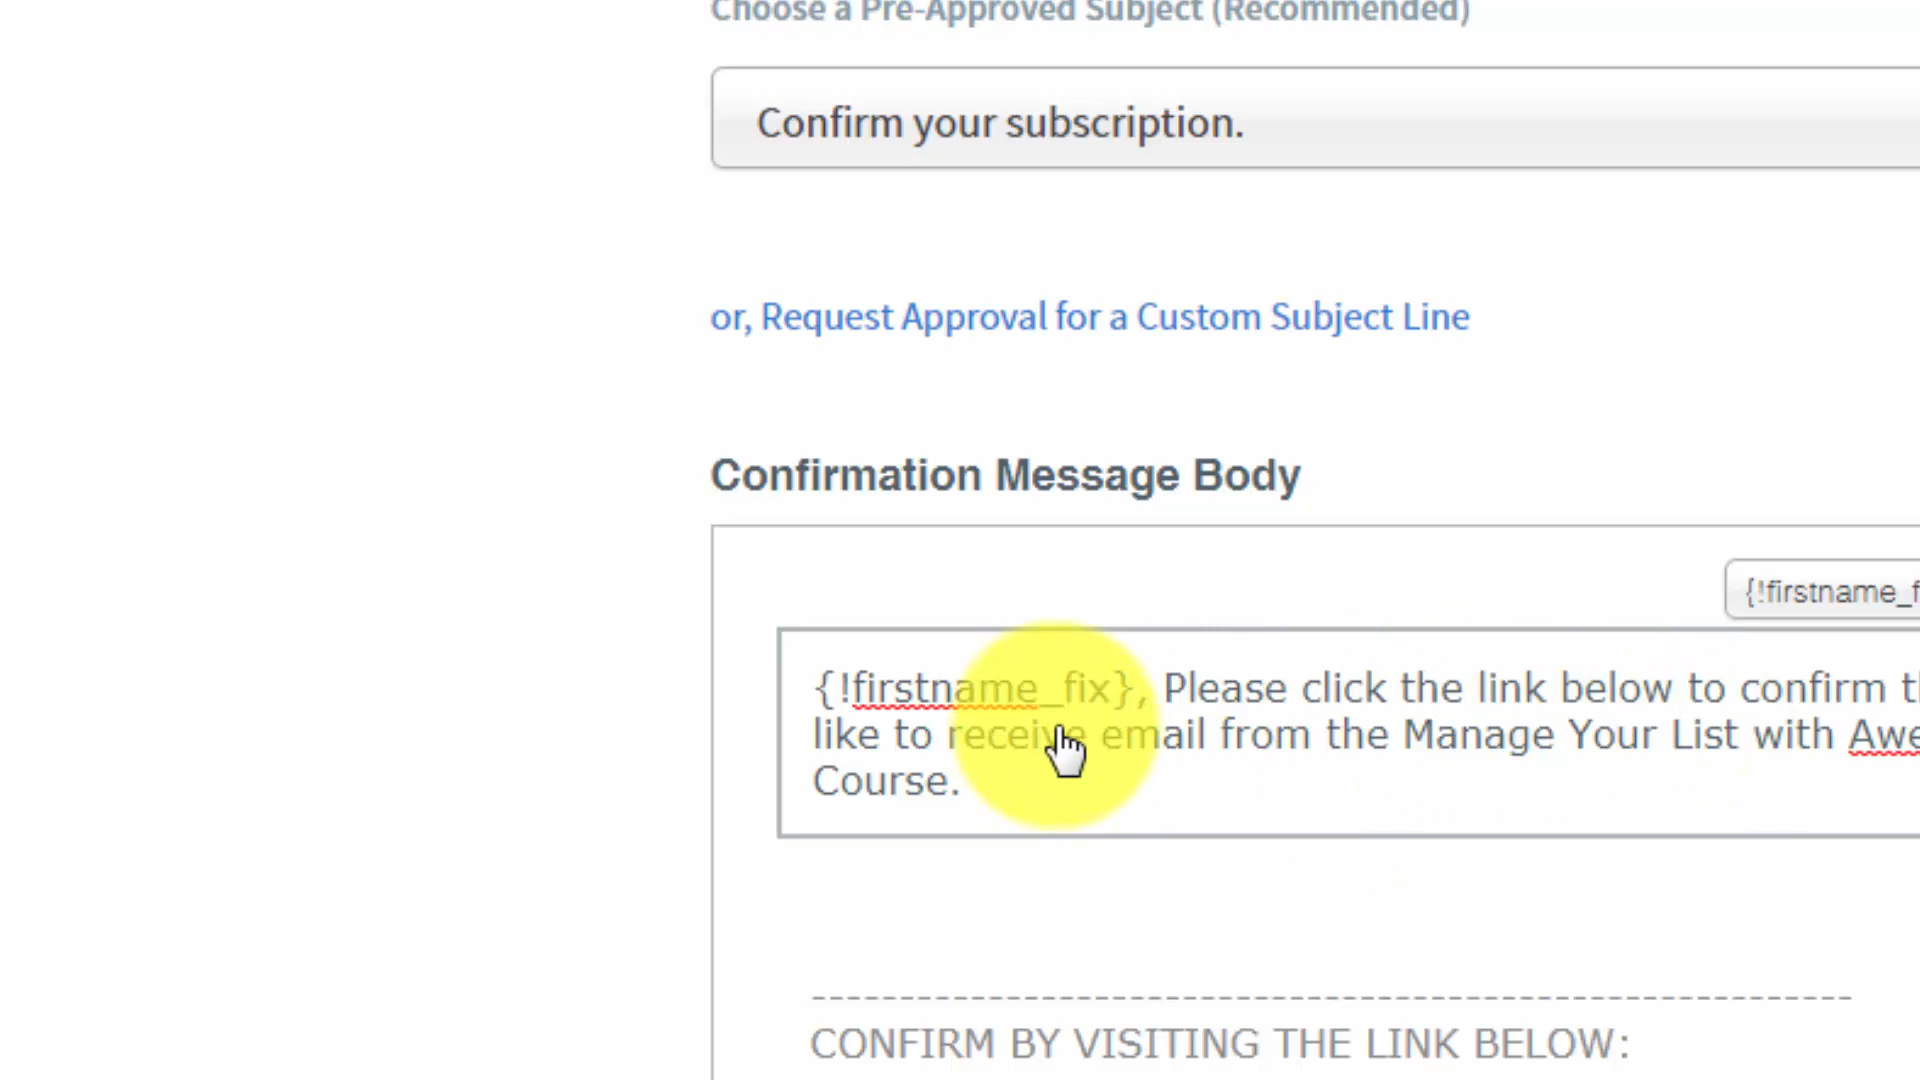 Choose a Pre-Approved Subject (Recommended)
Confirm your subscription.
or, Request Approval for a Custom Subject Line
Confirmation Message Body
{!firstname_f
{!firstname_fix}, Please click the link below to confirm t
like to receive email from the Manage Your List with Awe
Course.
------------------------------------------------------------
CONFIRM BY VISITING THE LINK BELOW: